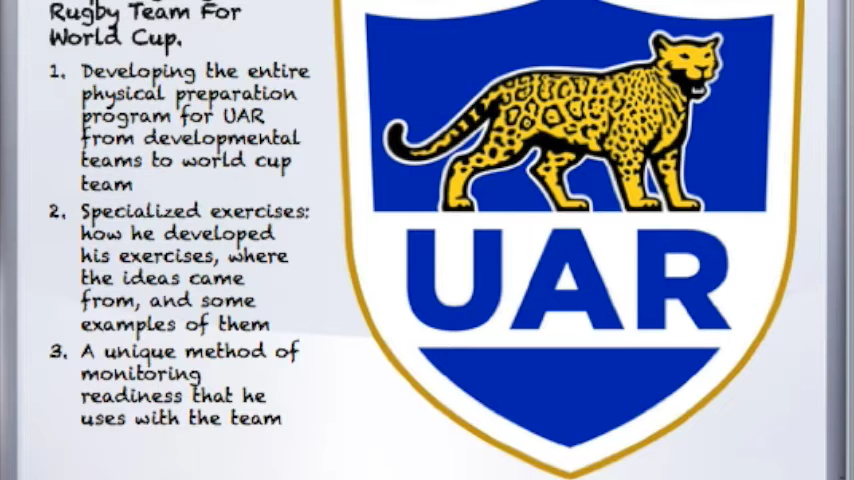 Rugby Team For
World Cup.
1. Developing the entire
physical preparation
program for UAR
from developmental
teams to world cup
team
2. Specialized exercises:
how he developed
his exercises, where
the ideas came
from, and some
examples of them
3. A unique method of
monitoring
readiness that he
uses with the team
UAR